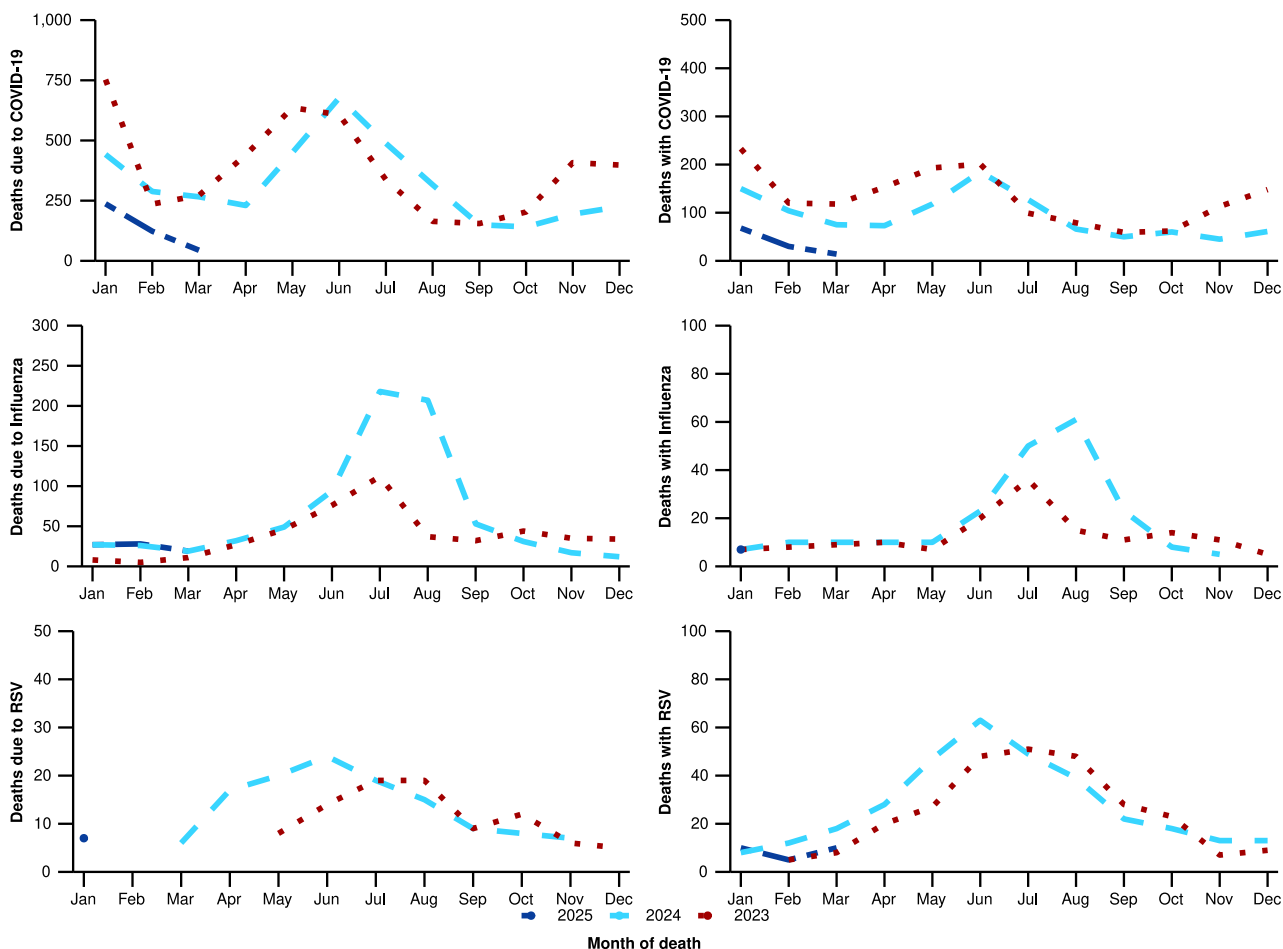 Deaths due to COVID-19
1,000
750
500
250
0
Jan Feb Mar Apr May Jun Jul Aug Sep Oct Nov Dec
Deaths with COVID-19
500
400
300
200
100
0
Jan Feb Mar Apr May Jun Jul Aug Sep Oct Nov Dec
Deaths due to Influenza
300
250
200
150
100
50
0
Jan Feb Mar Apr May Jun Jul Aug Sep Oct Nov Dec
Deaths with Influenza
100
80
60
40
20
0
Jan Feb Mar Apr May Jun Jul Aug Sep Oct Nov Dec
Deaths due to RSV
50
40
30
20
10
0
Jan Feb Mar Apr May Jun Jul Aug Sep Oct Nov Dec
Deaths with RSV
100
80
60
40
20
0
Jan Feb Mar Apr May Jun Jul Aug Sep Oct Nov Dec
2025 2024 2023
Month of death